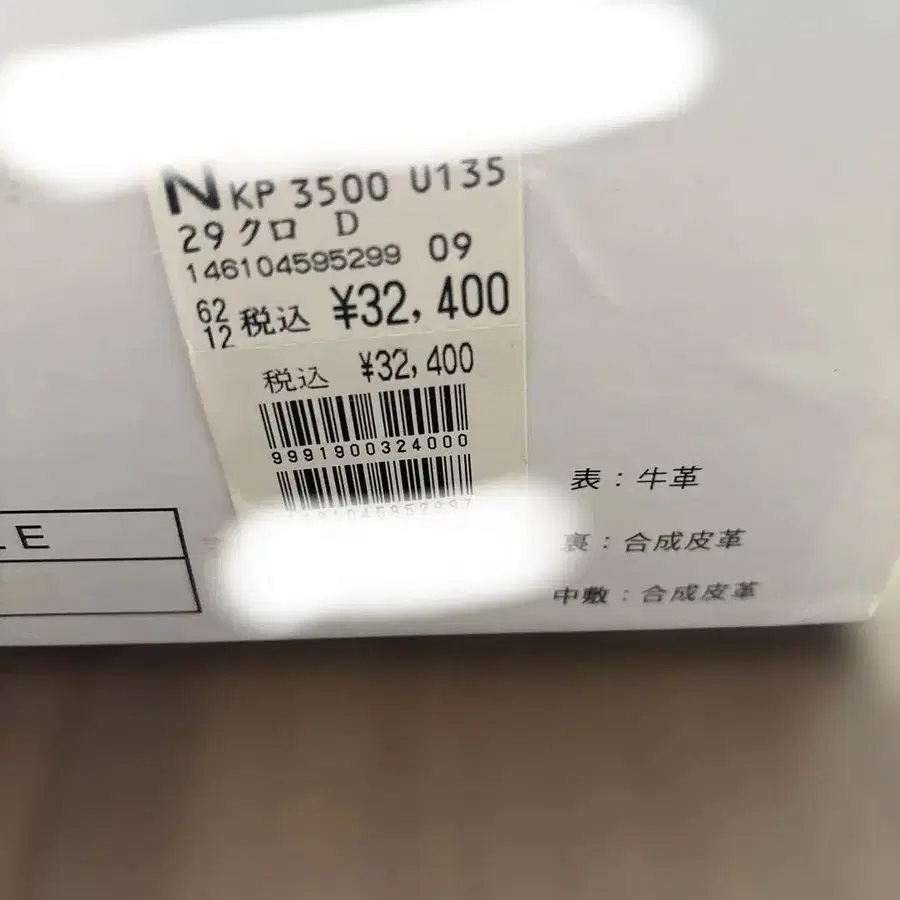 N KP 3500 U135
29 クロ D
146104595299 09
62
12 税込 ¥32,400
税込 ¥32,400
9991900324000
LE
表：牛革
裏：合成皮革
中敷：合成皮革